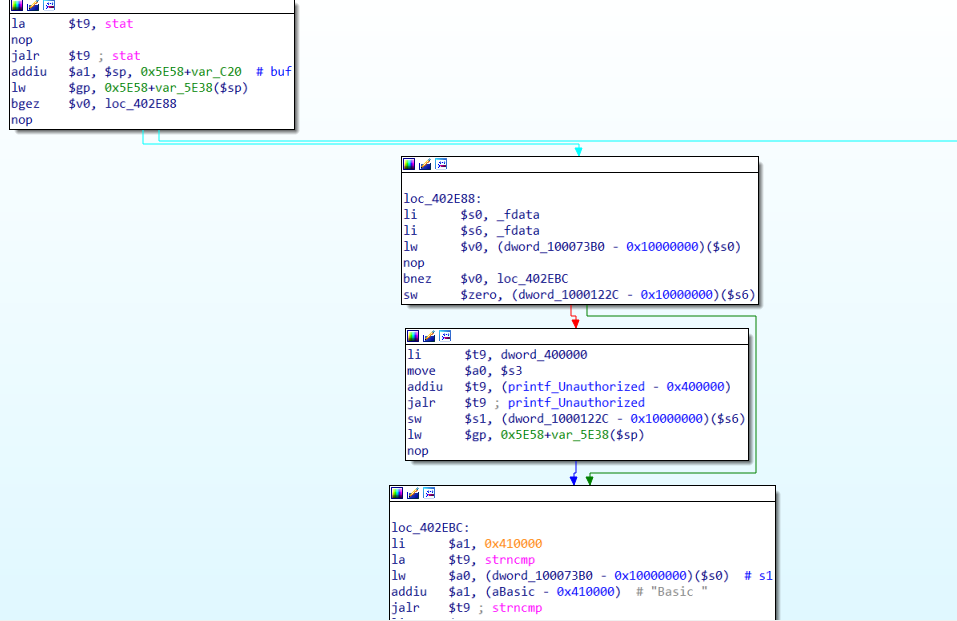 la $t9, stat
nop
jalr $t9 ; stat
addiu $a1, $sp, 0x5E58+var_C20 # buf
lw $gp, 0x5E58+var_5E38($sp)
bgez $v0, loc_402E88
nop
loc_402E88:
li $s0, _fdata
li $s6, _fdata
lw $v0, (dword_100073B0 - 0x10000000)($s0)
nop
bnez $v0, loc_402EBC
sw $zero, (dword_1000122C - 0x10000000)($s6)
li $t9, dword_400000
move $a0, $s3
addiu $t9, (printf_Unauthorized - 0x400000)
jalr $t9 ; printf_Unauthorized
sw $s1, (dword_1000122C - 0x10000000)($s6)
lw $gp, 0x5E58+var_5E38($sp)
nop
loc_402EBC:
li $a1, 0x410000
la $t9, strncmp
lw $a0, (dword_100073B0 - 0x10000000)($s0) # s1
addiu $a1, (aBasic - 0x410000) # "Basic "
jalr $t9 ; strncmp